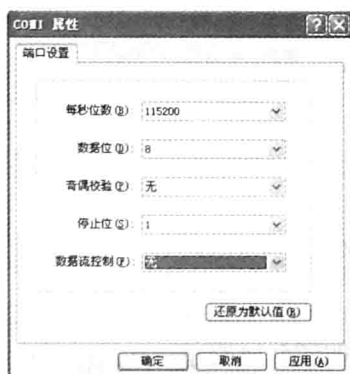 COM1 属性
端口设置
每秒位数(B): 115200
数据位(D): 8
奇偶校验(P): 无
停止位(S): 1
数据流控制(F): 无
还原为默认值(R)
确定 取消 应用(A)